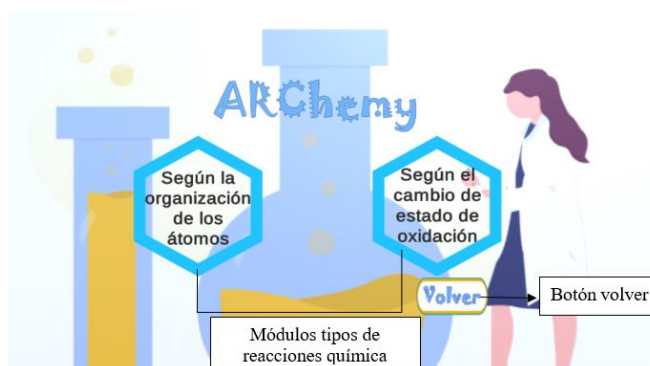 ARChemy
Según la
organización
de los
átomos
Según el
cambio de
estado de
oxidación
Volver
Botón volver
Módulos tipos de
reacciones química